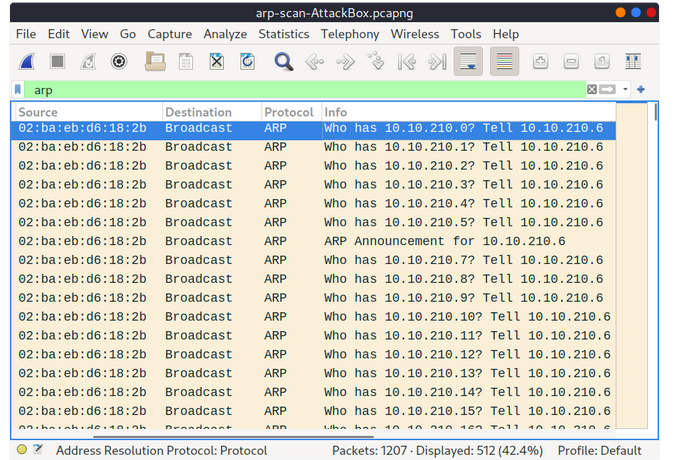 arp-scan-AttackBox.pcapng
File Edit View Go Capture Analyze Statistics Telephony Wireless Tools Help
arp
Source Destination Protocol Info
02:ba:eb:d6:18:2b Broadcast ARP Who has 10.10.210.0? Tell 10.10.210.6
02:ba:eb:d6:18:2b Broadcast ARP Who has 10.10.210.1? Tell 10.10.210.6
02:ba:eb:d6:18:2b Broadcast ARP Who has 10.10.210.2? Tell 10.10.210.6
02:ba:eb:d6:18:2b Broadcast ARP Who has 10.10.210.3? Tell 10.10.210.6
02:ba:eb:d6:18:2b Broadcast ARP Who has 10.10.210.4? Tell 10.10.210.6
02:ba:eb:d6:18:2b Broadcast ARP Who has 10.10.210.5? Tell 10.10.210.6
02:ba:eb:d6:18:2b Broadcast ARP ARP Announcement for 10.10.210.6
02:ba:eb:d6:18:2b Broadcast ARP Who has 10.10.210.7? Tell 10.10.210.6
02:ba:eb:d6:18:2b Broadcast ARP Who has 10.10.210.8? Tell 10.10.210.6
02:ba:eb:d6:18:2b Broadcast ARP Who has 10.10.210.9? Tell 10.10.210.6
02:ba:eb:d6:18:2b Broadcast ARP Who has 10.10.210.10? Tell 10.10.210.6
02:ba:eb:d6:18:2b Broadcast ARP Who has 10.10.210.11? Tell 10.10.210.6
02:ba:eb:d6:18:2b Broadcast ARP Who has 10.10.210.12? Tell 10.10.210.6
02:ba:eb:d6:18:2b Broadcast ARP Who has 10.10.210.13? Tell 10.10.210.6
02:ba:eb:d6:18:2b Broadcast ARP Who has 10.10.210.14? Tell 10.10.210.6
02:ba:eb:d6:18:2b Broadcast ARP Who has 10.10.210.15? Tell 10.10.210.6
Address Resolution Protocol: Protocol Packets: 1207 · Displayed: 512 (42.4%) Profile: Default